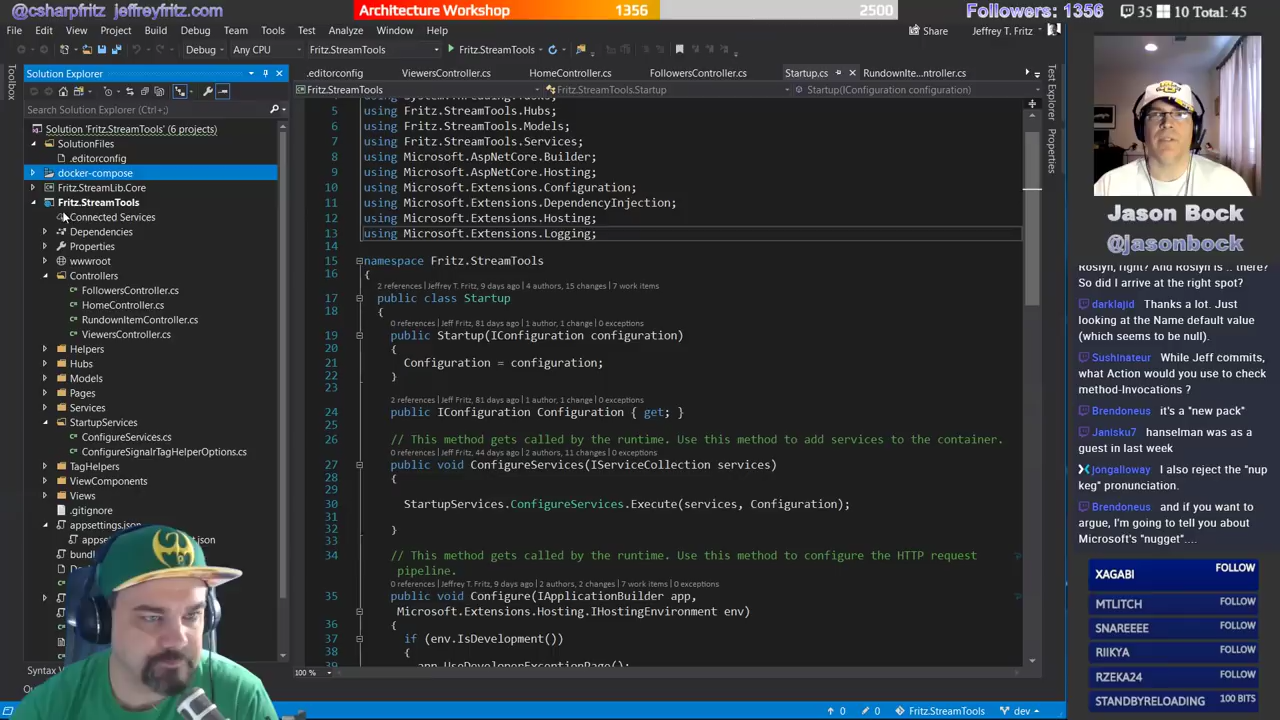 @csharpfritz jeffreyfritz.com
Architecture Workshop 1356 2500
Followers: 1356 35 10 Total: 45
File Edit View Project Build Debug Team Tools Test Analyze Window Help
Share Jeffrey T. Fritz
Debug Any CPU Fritz.StreamTools Fritz.StreamTools
Toolbox
Solution Explorer
Search Solution Explorer (Ctrl+;)
Solution 'Fritz.StreamTools' (6 projects)
SolutionFiles
.editorconfig
docker-compose
Fritz.StreamLib.Core
Fritz.StreamTools
Connected Services
Dependencies
Properties
wwwroot
Controllers
FollowersController.cs
HomeController.cs
RundownItemController.cs
ViewersController.cs
Helpers
Hubs
Models
Pages
Services
StartupServices
ConfigureServices.cs
ConfigureSignalrTagHelperOptions.cs
TagHelpers
ViewComponents
Views
.gitignore
appsettings.json
.editorconfig ViewersController.cs HomeController.cs FollowersController.cs Startup.cs RundownIte...ntroller.cs
Fritz.StreamTools Fritz.StreamTools.Startup Startup(IConfiguration configuration)
5 using Fritz.StreamTools.Hubs;
6 using Fritz.StreamTools.Models;
7 using Fritz.StreamTools.Services;
8 using Microsoft.AspNetCore.Builder;
9 using Microsoft.AspNetCore.Hosting;
10 using Microsoft.Extensions.Configuration;
11 using Microsoft.Extensions.DependencyInjection;
12 using Microsoft.Extensions.Hosting;
13 using Microsoft.Extensions.Logging;
14
15 namespace Fritz.StreamTools
16 {
2 references | Jeffrey T. Fritz, 9 days ago | 4 authors, 15 changes | 7 work items
17 public class Startup
18 {
0 references | Jeff Fritz, 81 days ago | 1 author, 1 change | 0 exceptions
19 public Startup(IConfiguration configuration)
20 {
21 Configuration = configuration;
22 }
23
2 references | Jeff Fritz, 81 days ago | 1 author, 1 change | 0 exceptions
24 public IConfiguration Configuration { get; }
25
26 // This method gets called by the runtime. Use this method to add services to the container.
0 references | Jeff Fritz, 44 days ago | 2 authors, 11 changes | 0 exceptions
27 public void ConfigureServices(IServiceCollection services)
28 {
29
30 StartupServices.ConfigureServices.Execute(services, Configuration);
31
32 }
33
34 // This method gets called by the runtime. Use this method to configure the HTTP request
pipeline.
0 references | Jeffrey T. Fritz, 9 days ago | 2 authors, 2 changes | 7 work items | 0 exceptions
35 public void Configure(IApplicationBuilder app,
Microsoft.Extensions.Hosting.IHostingEnvironment env)
36 {
37 if (env.IsDevelopment())
38 {
39 app.UseDeveloperExceptionPage();
100 %
Test Explorer
Properties
Jason Bock
@jasonbock
Roslyn, right? And Roslyn is .. there?
So did I arrive at the right spot?
darklajid Thanks a lot. Just
looking at the Name default value
(which seems to be null).
Sushinateur While Jeff commits,
what Action would you use to check
method-Invocations ?
Brendoneus it's a "new pack"
Janisku7 hanselman was as a
guest in last week
jongalloway I also reject the "nup
keg" pronunciation.
Brendoneus and if you want to
argue, I'm going to tell you about
Microsoft's "nugget"....
XAGABI FOLLOW
MTLITCH FOLLOW
SNAREEEE FOLLOW
RIIKYA FOLLOW
RZEKA24 FOLLOW
STANDBYRELOADING 100 BITS
0 0 Fritz.StreamTools dev